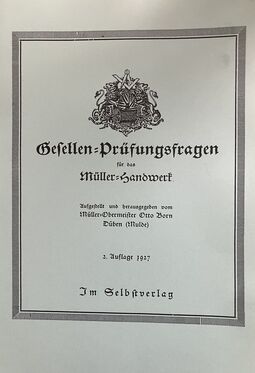 Gesellen-Prüfungsfragen
für das
Müller-Handwerk.
Aufgestellt und herausgegeben vom
Müller-Obermeister Otto Born
Düben (Mulde)
2. Auflage 1927
Im Selbstverlag